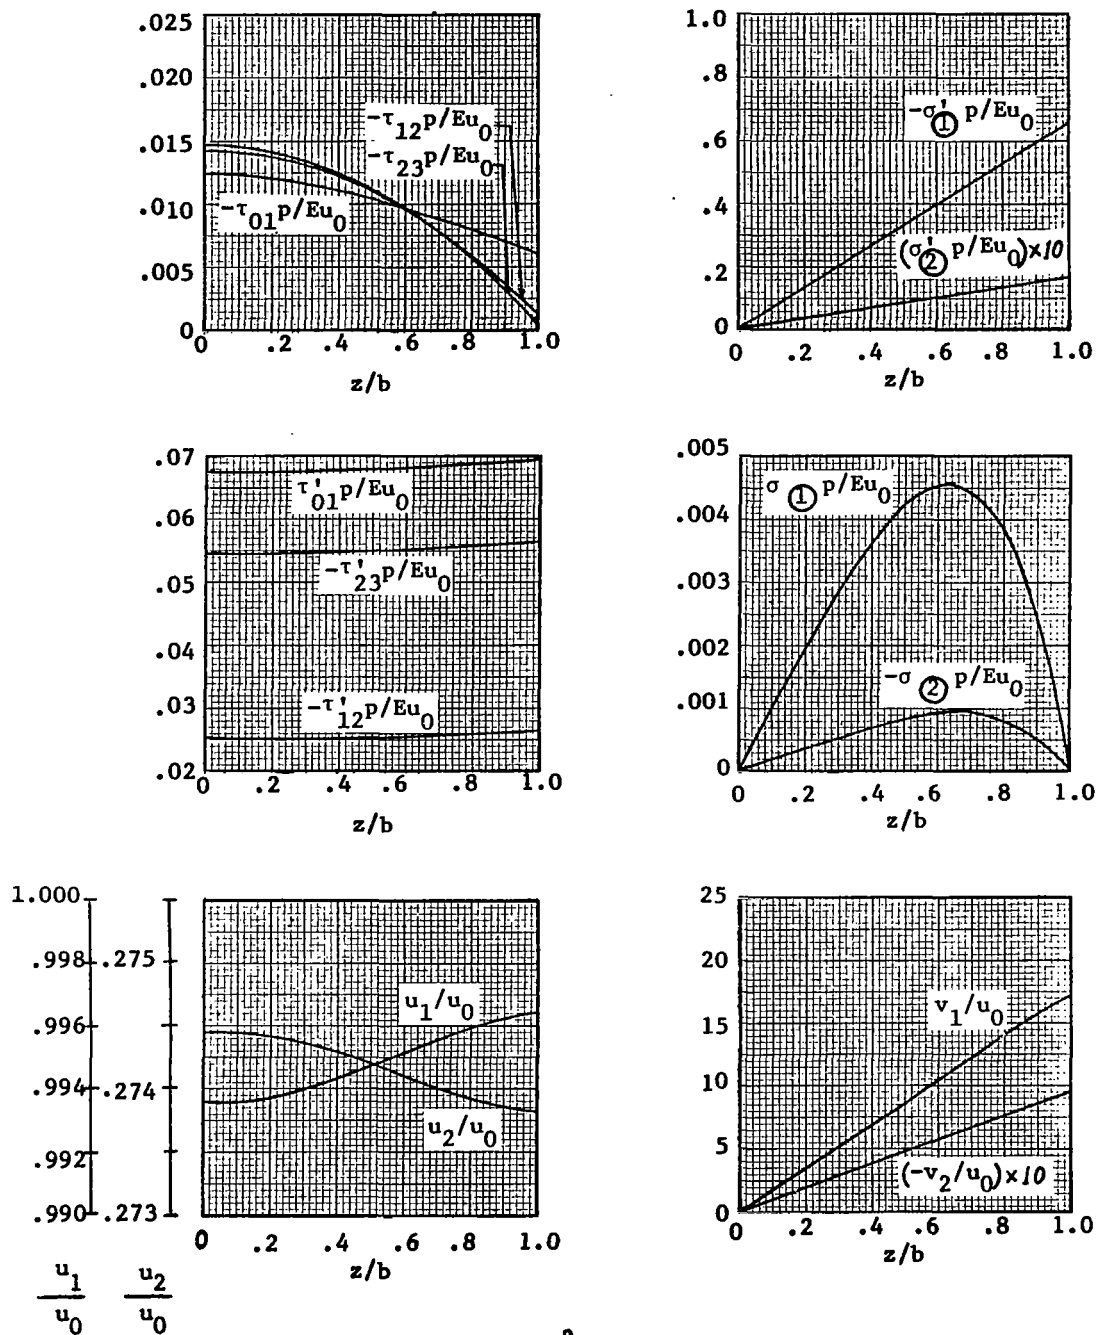 .025
.020
.015
.010
.005
0
-τ₁₂p/Eu₀
-τ₂₃p/Eu₀
-τ₀₁p/Eu₀
0 .2 .4 .6 .8 1.0
z/b
1.0
.8
.6
.4
.2
0
-σ'① p/Eu₀
(σ'② p/Eu₀)×10
0 .2 .4 .6 .8 1.0
z/b
.07
.06
.05
.04
.03
.02
τ'₀₁p/Eu₀
-τ'₂₃p/Eu₀
-τ'₁₂p/Eu₀
0 .2 .4 .6 .8 1.0
z/b
.005
.004
.003
.002
.001
0
σ① p/Eu₀
-σ② p/Eu₀
0 .2 .4 .6 .8 1.0
z/b
1.000
.998 .275
.996
.994 .274
.992
.990 .273
u₁/u₀
u₂/u₀
0 .2 .4 .6 .8 1.0
z/b
u₁/u₀ u₂/u₀
25
20
15
10
5
0
v₁/u₀
(-v₂/u₀)×10
0 .2 .4 .6 .8 1.0
z/b